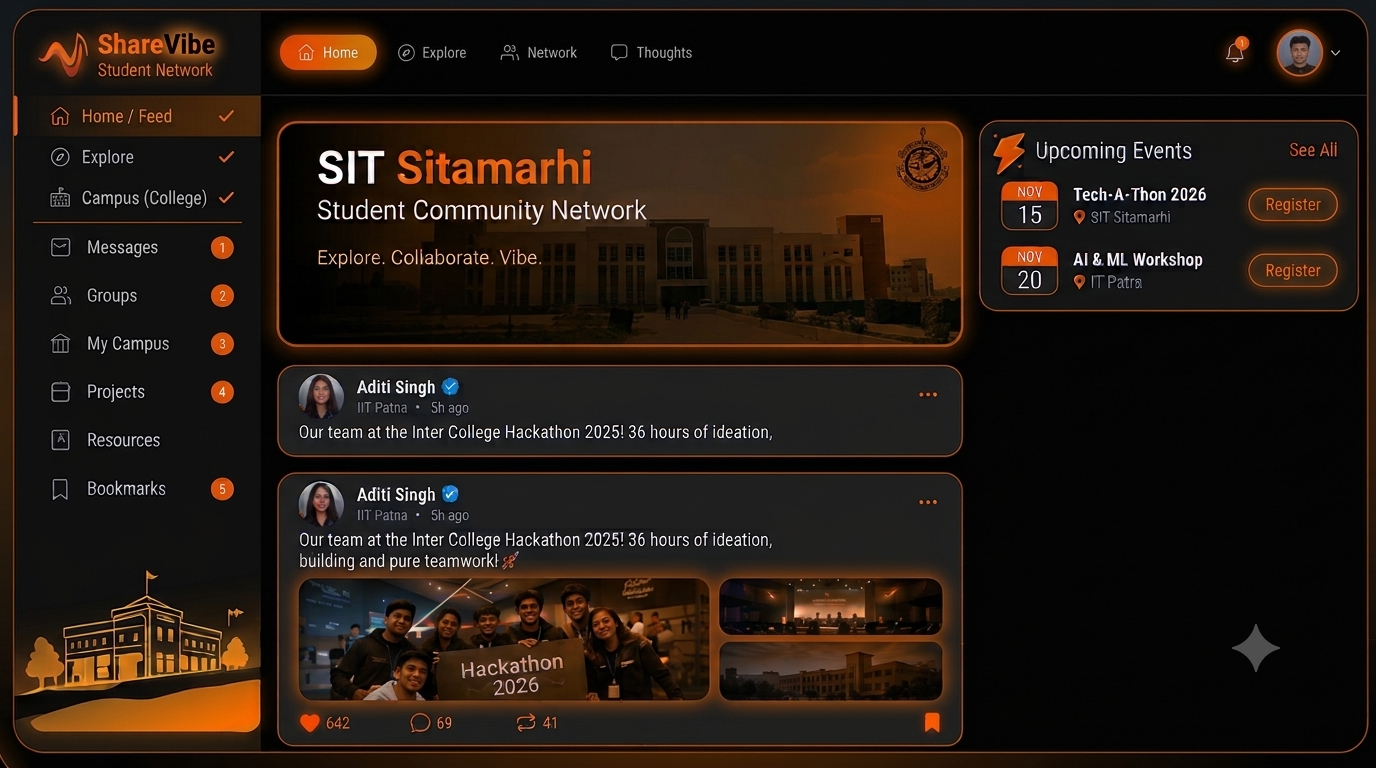 ShareVibe
Student Network
Home
Explore
Network
Thoughts
1
Home / Feed
Explore
Campus (College)
Messages 1
Groups 2
My Campus 3
Projects 4
Resources
Bookmarks 5
SIT Sitamarhi
Student Community Network
Explore. Collaborate. Vibe.
Aditi Singh
IIT Patna • 5h ago
Our team at the Inter College Hackathon 2025! 36 hours of ideation,
Aditi Singh
IIT Patna • 5h ago
Our team at the Inter College Hackathon 2025! 36 hours of ideation,
building and pure teamwork! 🚀
Hackathon
2026
642
69
41
Upcoming Events See All
NOV
15
Tech-A-Thon 2026
SIT Sitamarhi
Register
NOV
20
AI & ML Workshop
IT Patna
Register